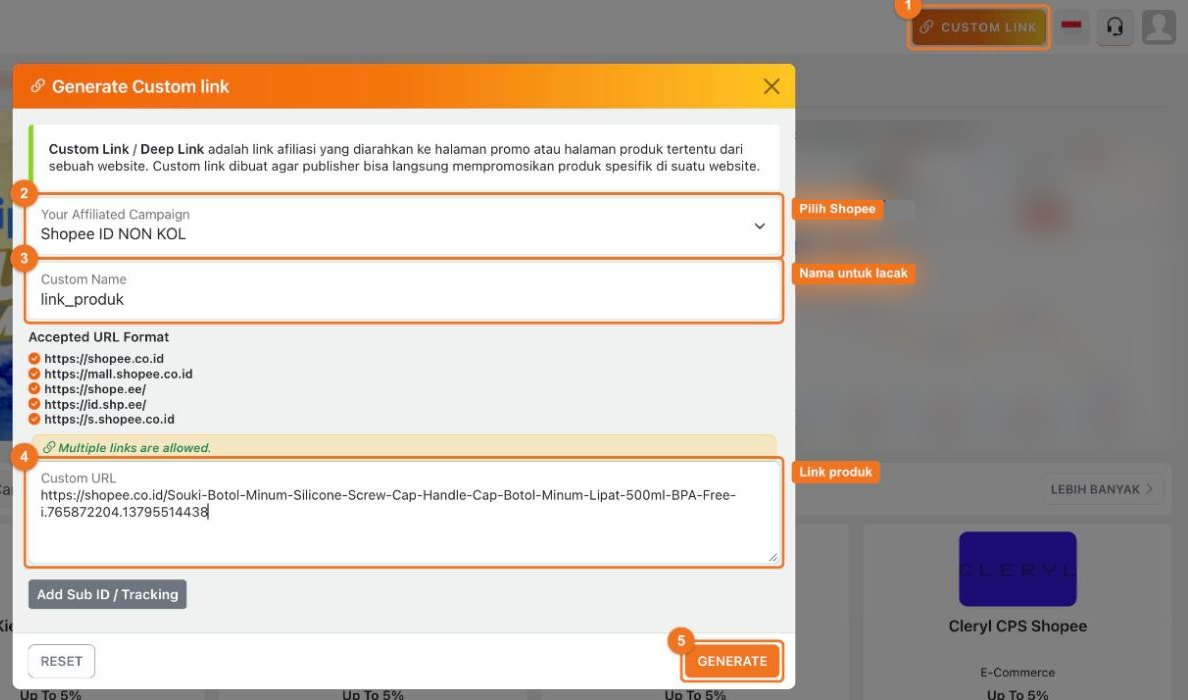 1
CUSTOM LINK
Generate Custom link
Custom Link / Deep Link adalah link afiliasi yang diarahkan ke halaman promo atau halaman produk tertentu dari
sebuah website. Custom link dibuat agar publisher bisa langsung mempromosikan produk spesifik di suatu website.
2
Your Affiliated Campaign
Shopee ID NON KOL
Pilih Shopee
3
Custom Name
link_produk
Nama untuk lacak
Accepted URL Format
https://shopee.co.id
https://mall.shopee.co.id
https://shope.ee/
https://id.shp.ee/
https://s.shopee.co.id
Multiple links are allowed.
4
Custom URL
https://shopee.co.id/Souki-Botol-Minum-Silicone-Screw-Cap-Handle-Cap-Botol-Minum-Lipat-500ml-BPA-Free-
i.765872204.13795514438
Link produk
LEBIH BANYAK
CLERYL
Add Sub ID / Tracking
Cleryl CPS Shopee
5
RESET
GENERATE
E-Commerce
Up To 5%
Up To 5%
Up To 5%
Up To 5%